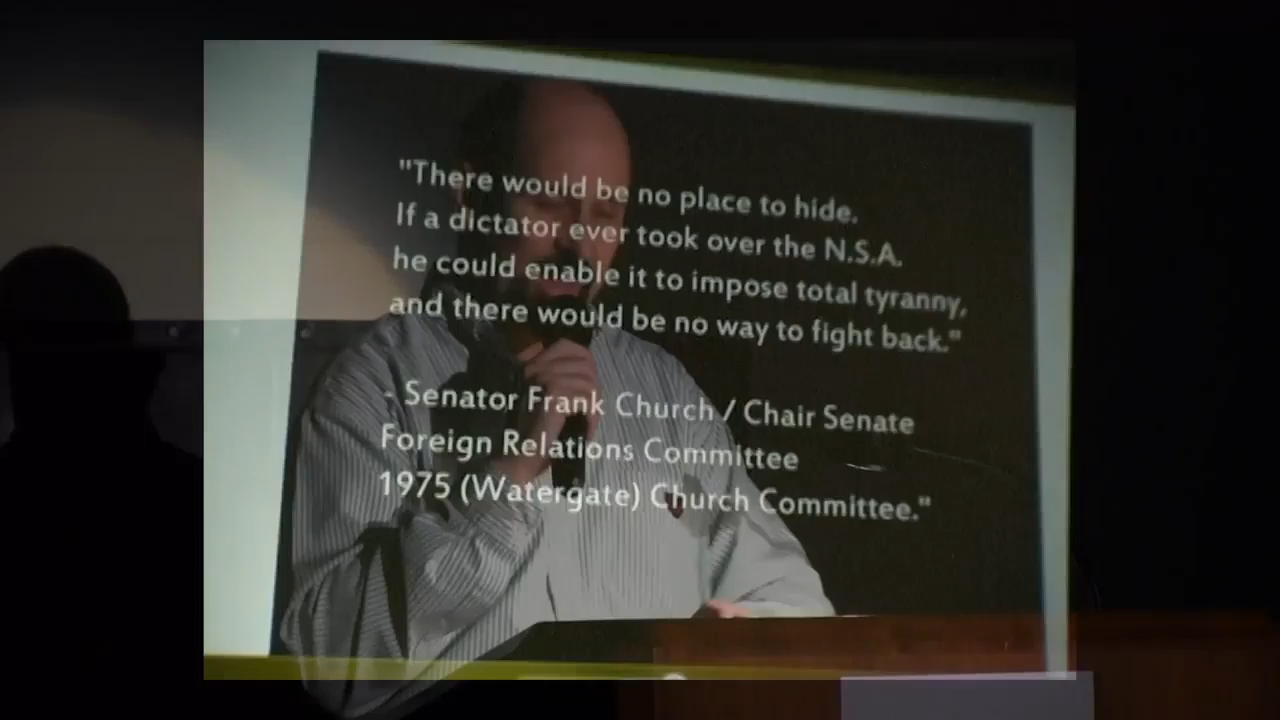 "There would be no place to hide.
If a dictator ever took over the N.S.A.
he could enable it to impose total tyranny,
and there would be no way to fight back."
- Senator Frank Church / Chair Senate
Foreign Relations Committee
1975 (Watergate) Church Committee."